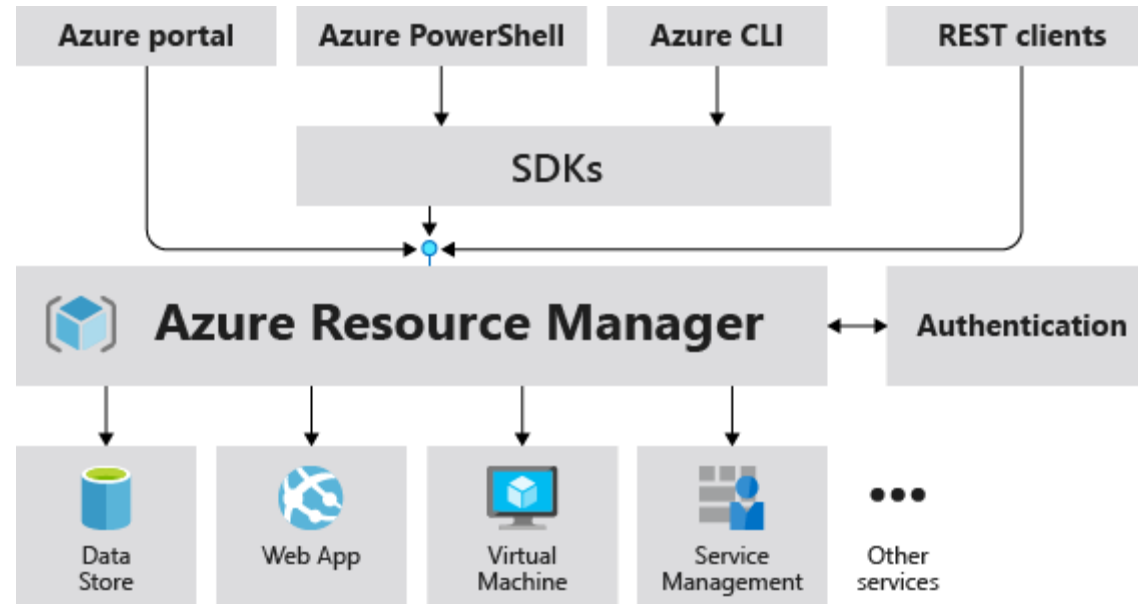 Azure portal
Azure PowerShell
Azure CLI
REST clients
SDKs
Azure Resource Manager
Authentication
Data
Store
Web App
Virtual
Machine
Service
Management
Other
services